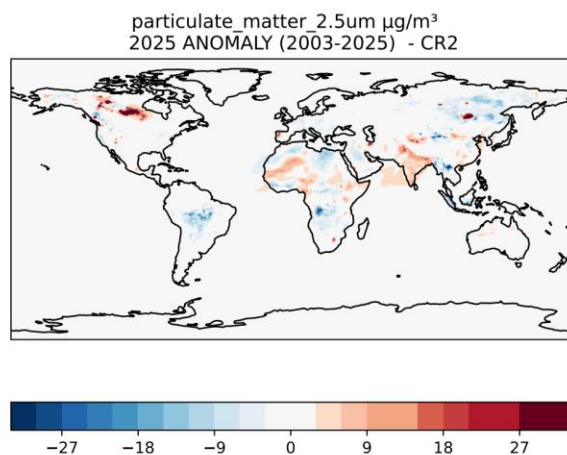 particulate_matter_2.5um µg/m³
2025 ANOMALY (2003-2025)  - CR2
−27 −18 −9 0 9 18 27